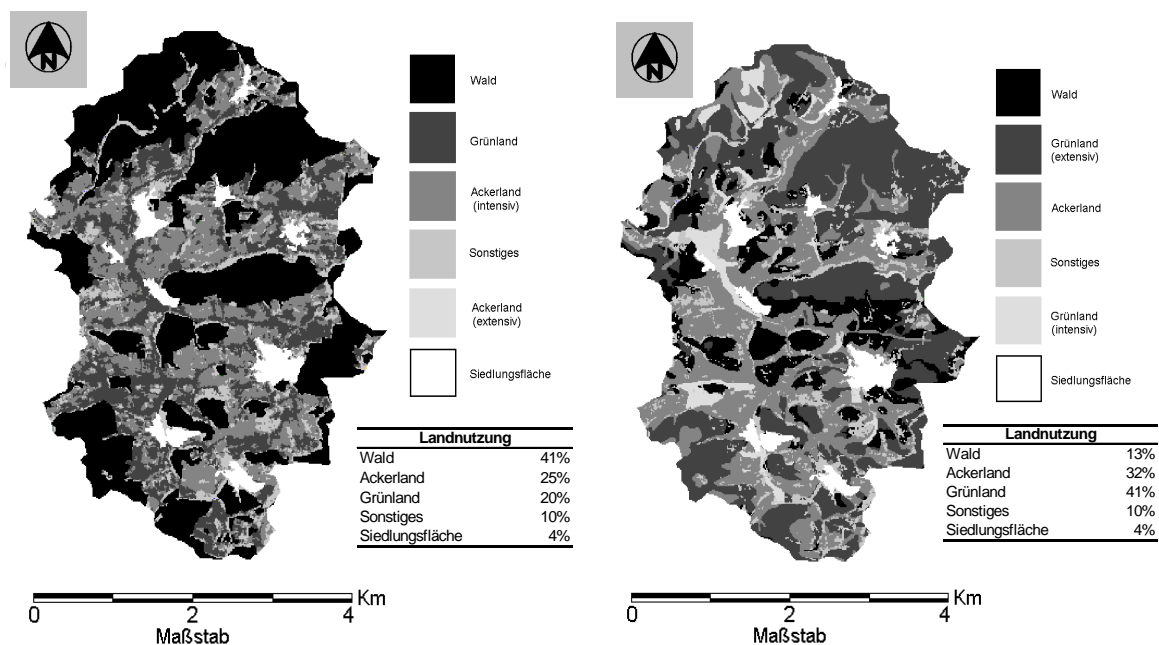 N
Wald
Grünland
Ackerland
(intensiv)
Sonstiges
Ackerland
(extensiv)
Siedlungsfläche
Landnutzung
Wald 41%
Ackerland 25%
Grünland 20%
Sonstiges 10%
Siedlungsfläche 4%
0 2 4 Km
Maßstab
N
Wald
Grünland
(extensiv)
Ackerland
Sonstiges
Grünland
(intensiv)
Siedlungsfläche
Landnutzung
Wald 13%
Ackerland 32%
Grünland 41%
Sonstiges 10%
Siedlungsfläche 4%
0 2 4 Km
Maßstab